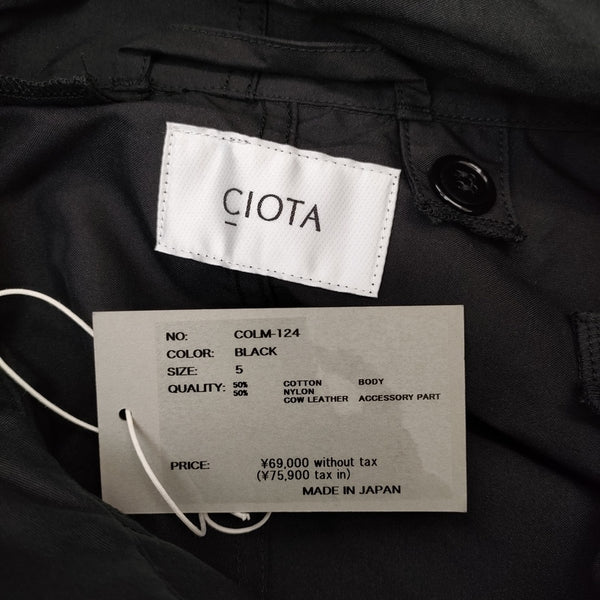 CIOTA
NO: COLM-124
COLOR: BLACK
SIZE: 5
QUALITY: 50% COTTON BODY
50% NYLON
COW LEATHER ACCESSORY PART
PRICE: ¥69,000 without tax
(¥75,900 tax in)
MADE IN JAPAN